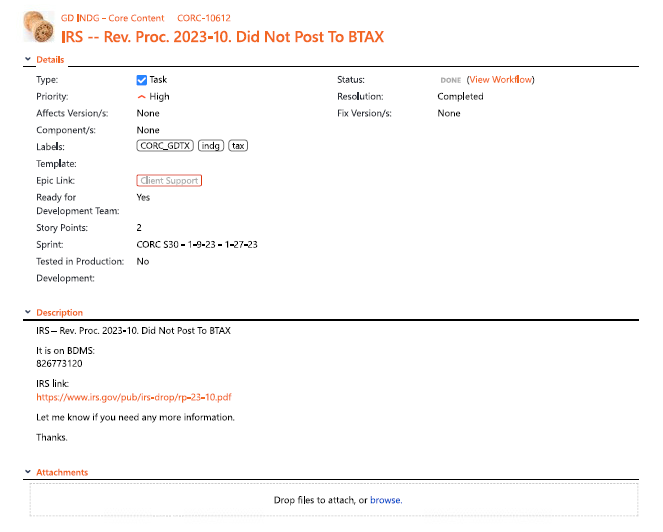 GD INDG – Core Content CORC-10612
IRS -- Rev. Proc. 2023-10. Did Not Post To BTAX
Details
Type: Task Status: DONE (View Workflow)
Priority: High Resolution: Completed
Affects Version/s: None Fix Version/s: None
Component/s: None
Labels: CORC_GDTX indg tax
Template:
Epic Link: Client Support
Ready for
Development Team: Yes
Story Points: 2
Sprint: CORC S30 – 1-9-23 – 1-27-23
Tested in Production: No
Development:
Description
IRS – Rev. Proc. 2023-10. Did Not Post To BTAX
It is on BDMS:
826773120
IRS link:
https://www.irs.gov/pub/irs-drop/rp-23-10.pdf
Let me know if you need any more information.
Thanks.
Attachments
Drop files to attach, or browse.